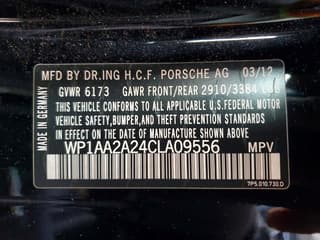 MFD BY DR.ING H.C.F. PORSCHE AG 03/12
GVWR 6173 GAWR FRONT/REAR 2910/3384
THIS VEHICLE CONFORMS TO ALL APPLICABLE U.S.FEDERAL MOTOR
VEHICLE SAFETY,BUMPER,AND THEFT PREVENTION STANDARDS
IN EFFECT ON THE DATE OF MANUFACTURE SHOWN ABOVE
WP1AA2A24CLA09556 MPV
7P5.010.730.D
MADE IN GERMANY